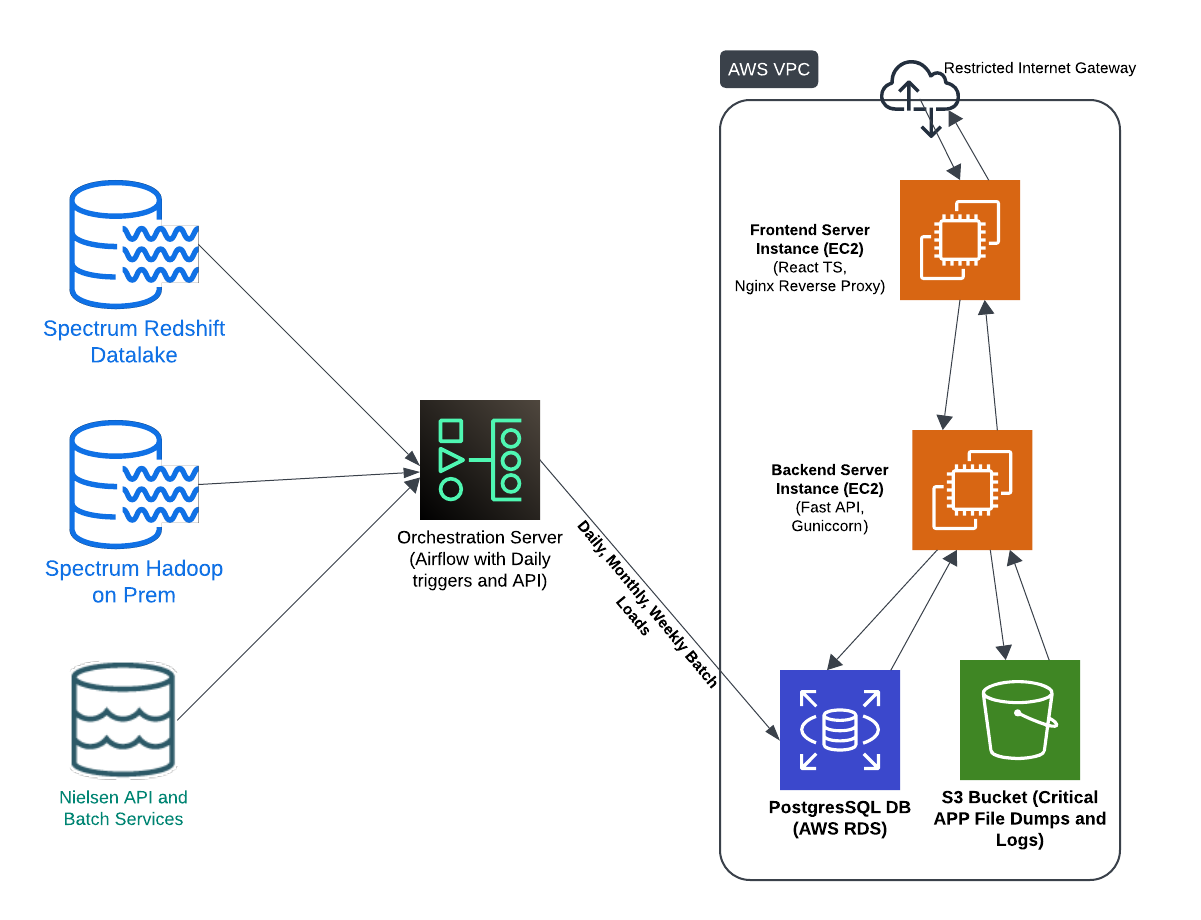 AWS VPC
Restricted Internet Gateway
Frontend Server
Instance (EC2)
(React TS,
Nginx Reverse Proxy)
Spectrum Redshift
Datalake
Backend Server
Instance (EC2)
(Fast API,
Guniccorn)
Orchestration Server
(Airflow with Daily
triggers and API)
Daily, Monthly, Weekly Batch
Loads
Spectrum Hadoop
on Prem
Nielsen API and
Batch Services
PostgresSQL DB
(AWS RDS)
S3 Bucket (Critical
APP File Dumps and
Logs)